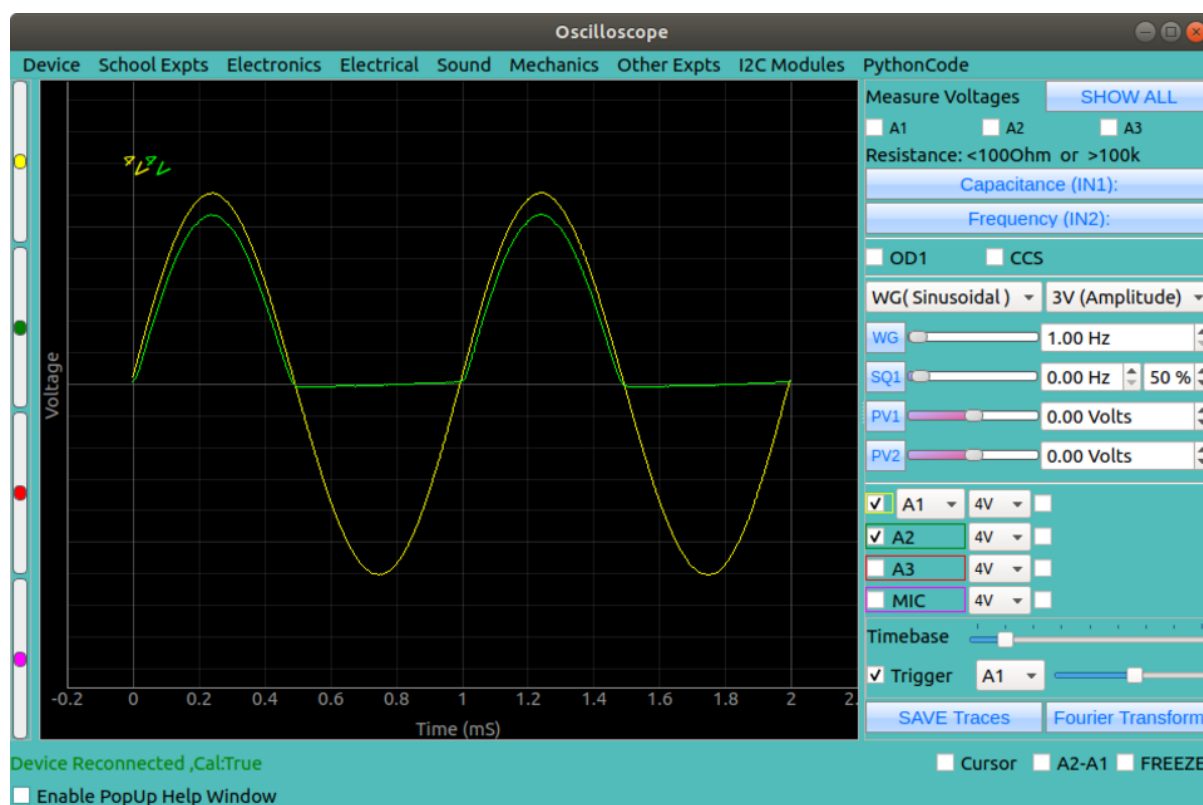 Oscilloscope
Device School Expts Electronics Electrical Sound Mechanics Other Expts I2C Modules PythonCode
Measure Voltages SHOW ALL
A1 A2 A3
Resistance: <100Ohm or >100k
Capacitance (IN1):
Frequency (IN2):
OD1 CCS
WG( Sinusoidal ) 3V (Amplitude)
WG 1.00 Hz
SQ1 0.00 Hz 50 %
PV1 0.00 Volts
PV2 0.00 Volts
A1 4V
A2 4V
A3 4V
MIC 4V
Timebase
Trigger A1
SAVE Traces Fourier Transform
Voltage
-0.2 0 0.2 0.4 0.6 0.8 1 1.2 1.4 1.6 1.8 2 2.
Time (mS)
Device Reconnected ,Cal:True
Cursor A2-A1 FREEZE
Enable PopUp Help Window